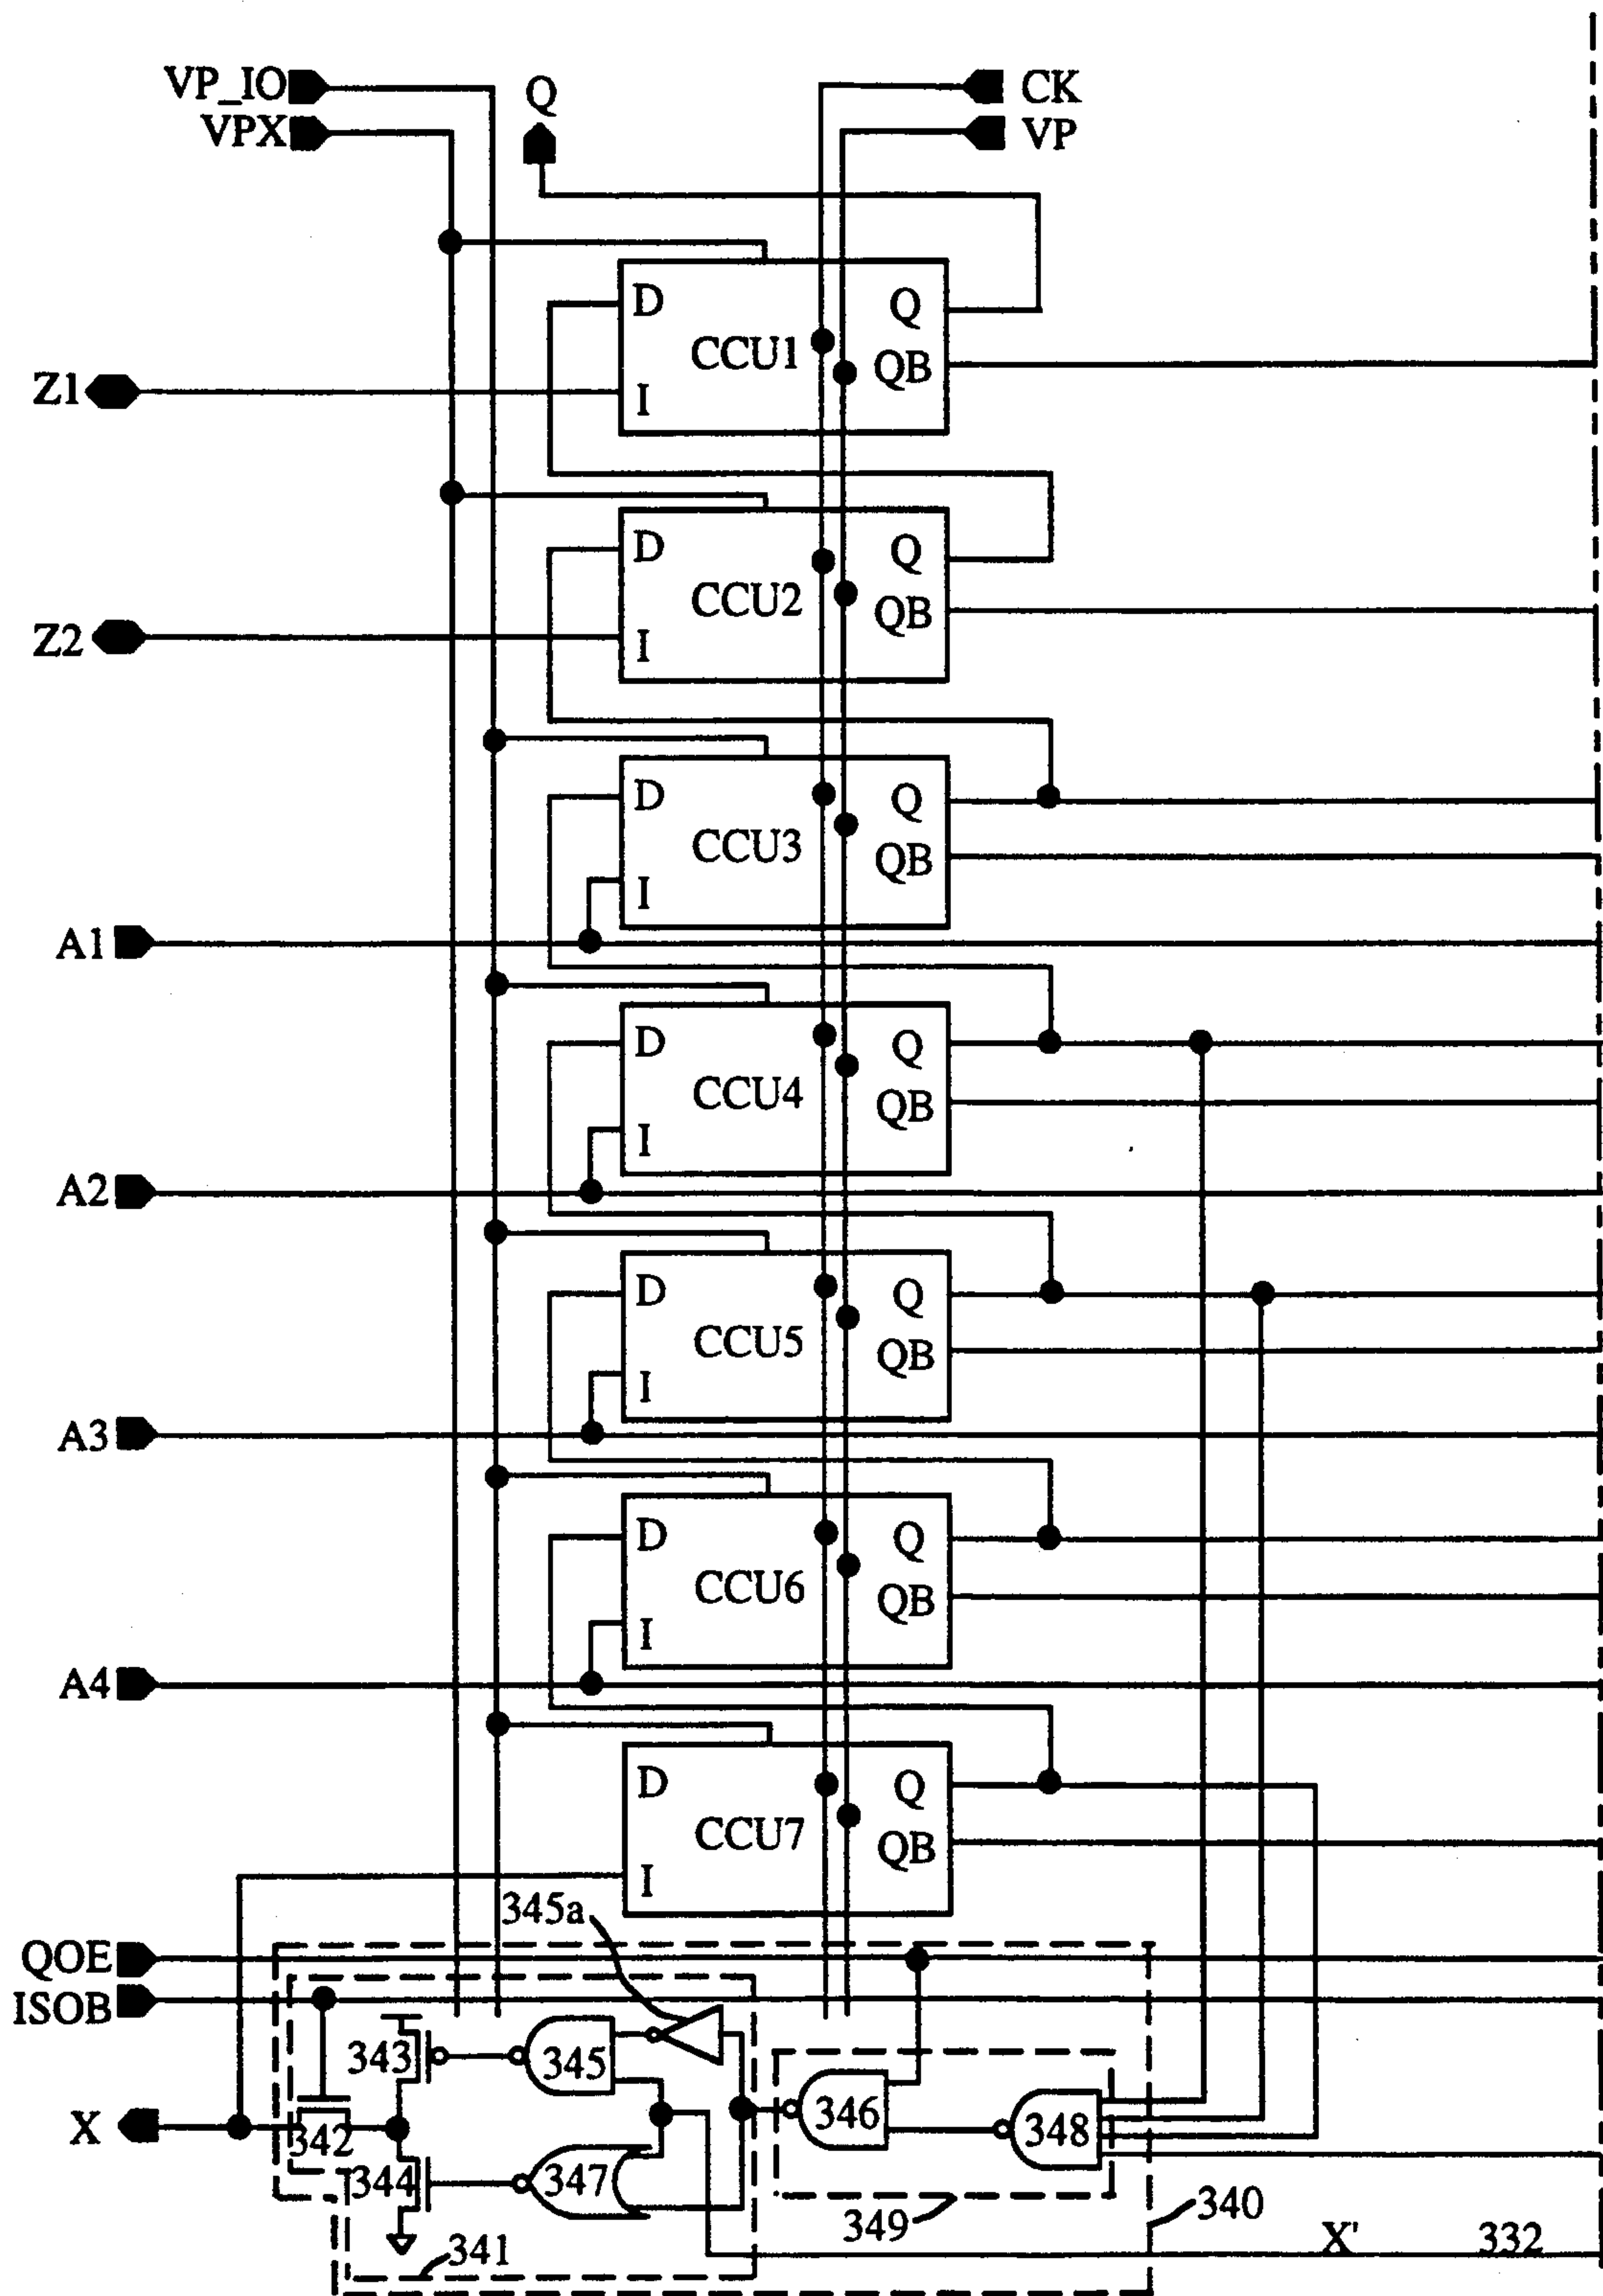 VP_IO
VPX
Q
CK
VP
D
Q
CCU1
QB
Z1
I
D
Q
CCU2
QB
Z2
I
D
Q
CCU3
QB
I
A1
D
Q
CCU4
QB
I
A2
D
Q
CCU5
QB
I
A3
D
Q
CCU6
QB
I
A4
D
Q
CCU7
QB
I
345a
QOE
ISOB
343
345
346
348
X
342
344
347
349
340
341
X'
332